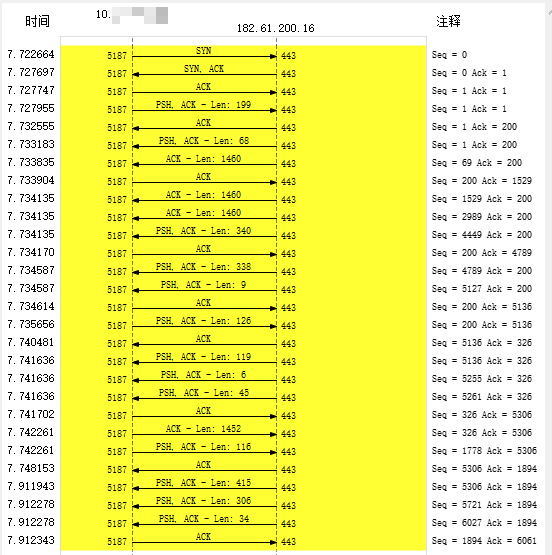 时间 10. 注释
182.61.200.16
7.722664 5187 SYN 443 Seq = 0
7.727697 5187 SYN, ACK 443 Seq = 0 Ack = 1
7.727747 5187 ACK 443 Seq = 1 Ack = 1
7.727955 5187 PSH, ACK - Len: 199 443 Seq = 1 Ack = 1
7.732555 5187 ACK 443 Seq = 1 Ack = 200
7.733183 5187 PSH, ACK - Len: 68 443 Seq = 1 Ack = 200
7.733835 5187 ACK - Len: 1460 443 Seq = 69 Ack = 200
7.733904 5187 ACK 443 Seq = 200 Ack = 1529
7.734135 5187 ACK - Len: 1460 443 Seq = 1529 Ack = 200
7.734135 5187 ACK - Len: 1460 443 Seq = 2989 Ack = 200
7.734135 5187 PSH, ACK - Len: 340 443 Seq = 4449 Ack = 200
7.734170 5187 ACK 443 Seq = 200 Ack = 4789
7.734587 5187 PSH, ACK - Len: 338 443 Seq = 4789 Ack = 200
7.734587 5187 PSH, ACK - Len: 9 443 Seq = 5127 Ack = 200
7.734614 5187 ACK 443 Seq = 200 Ack = 5136
7.735656 5187 PSH, ACK - Len: 126 443 Seq = 200 Ack = 5136
7.740481 5187 ACK 443 Seq = 5136 Ack = 326
7.741636 5187 PSH, ACK - Len: 119 443 Seq = 5136 Ack = 326
7.741636 5187 PSH, ACK - Len: 6 443 Seq = 5255 Ack = 326
7.741636 5187 PSH, ACK - Len: 45 443 Seq = 5261 Ack = 326
7.741702 5187 ACK 443 Seq = 326 Ack = 5306
7.742261 5187 ACK - Len: 1452 443 Seq = 326 Ack = 5306
7.742261 5187 PSH, ACK - Len: 116 443 Seq = 1778 Ack = 5306
7.748153 5187 ACK 443 Seq = 5306 Ack = 1894
7.911943 5187 PSH, ACK - Len: 415 443 Seq = 5306 Ack = 1894
7.912278 5187 PSH, ACK - Len: 306 443 Seq = 5721 Ack = 1894
7.912278 5187 PSH, ACK - Len: 34 443 Seq = 6027 Ack = 1894
7.912343 5187 ACK 443 Seq = 1894 Ack = 6061